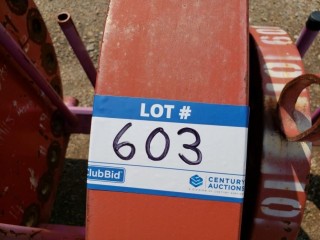 LOT #
603
ClubBid
CENTURY
AUCTIONS